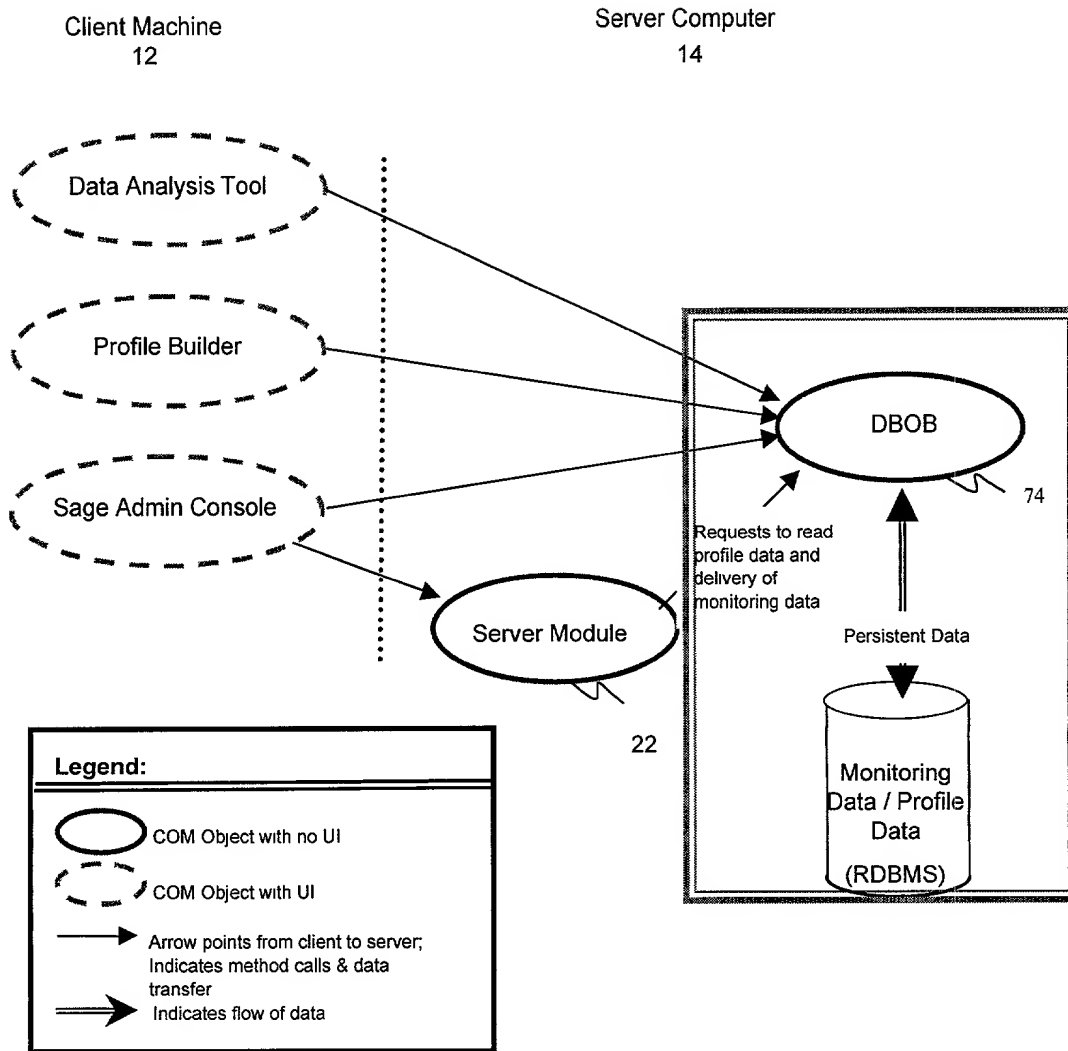 Client Machine
12
Server Computer
14
Data Analysis Tool
Profile Builder
Sage Admin Console
DBOB
74
Requests to read
profile data and
delivery of
monitoring data
Server Module
22
Persistent Data
Monitoring
Data / Profile
Data
(RDBMS)
Legend:
COM Object with no UI
COM Object with UI
Arrow points from client to server;
Indicates method calls & data
transfer
Indicates flow of data